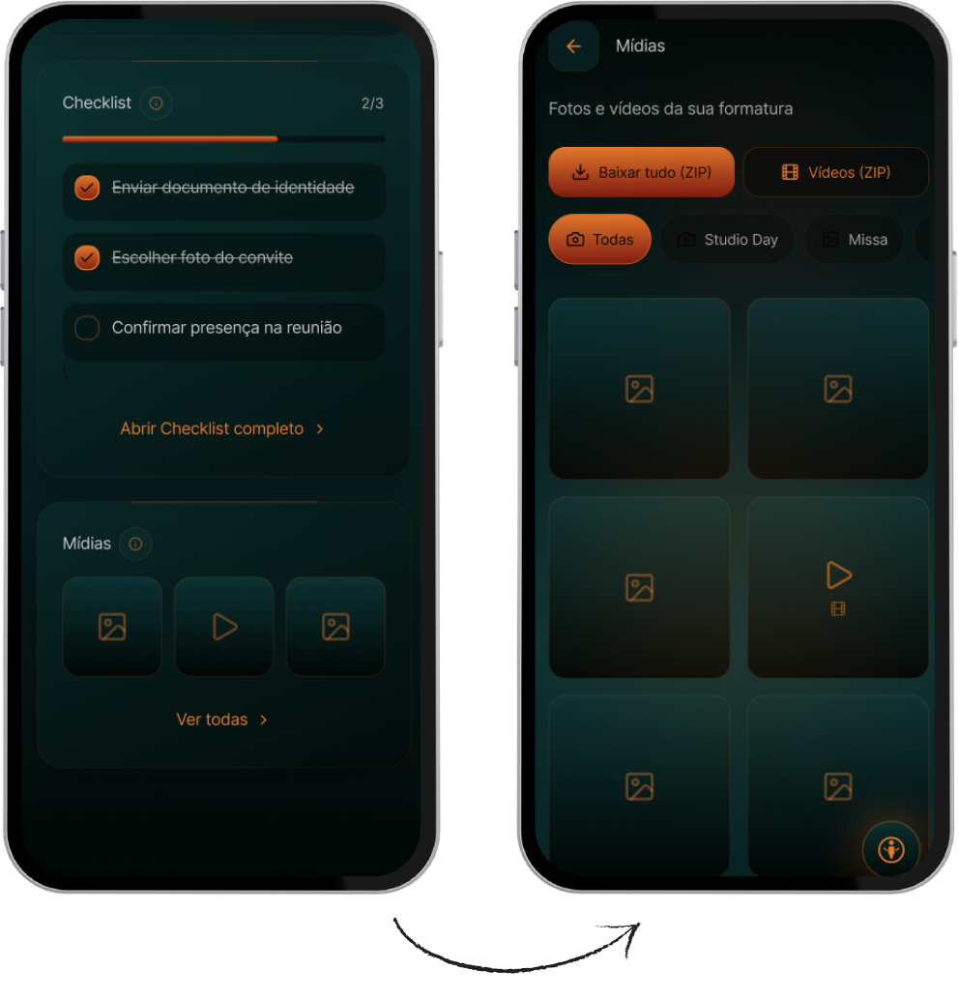 Checklist
2/3
Enviar documento de identidade
Escolher foto do convite
Confirmar presença na reunião
\
Abrir Checklist completo
Mídias
Ver todas
Mídias
Fotos e vídeos da sua formatura
Baixar tudo (ZIP)
Vídeos (ZIP)
Todas
Studio Day
Missa